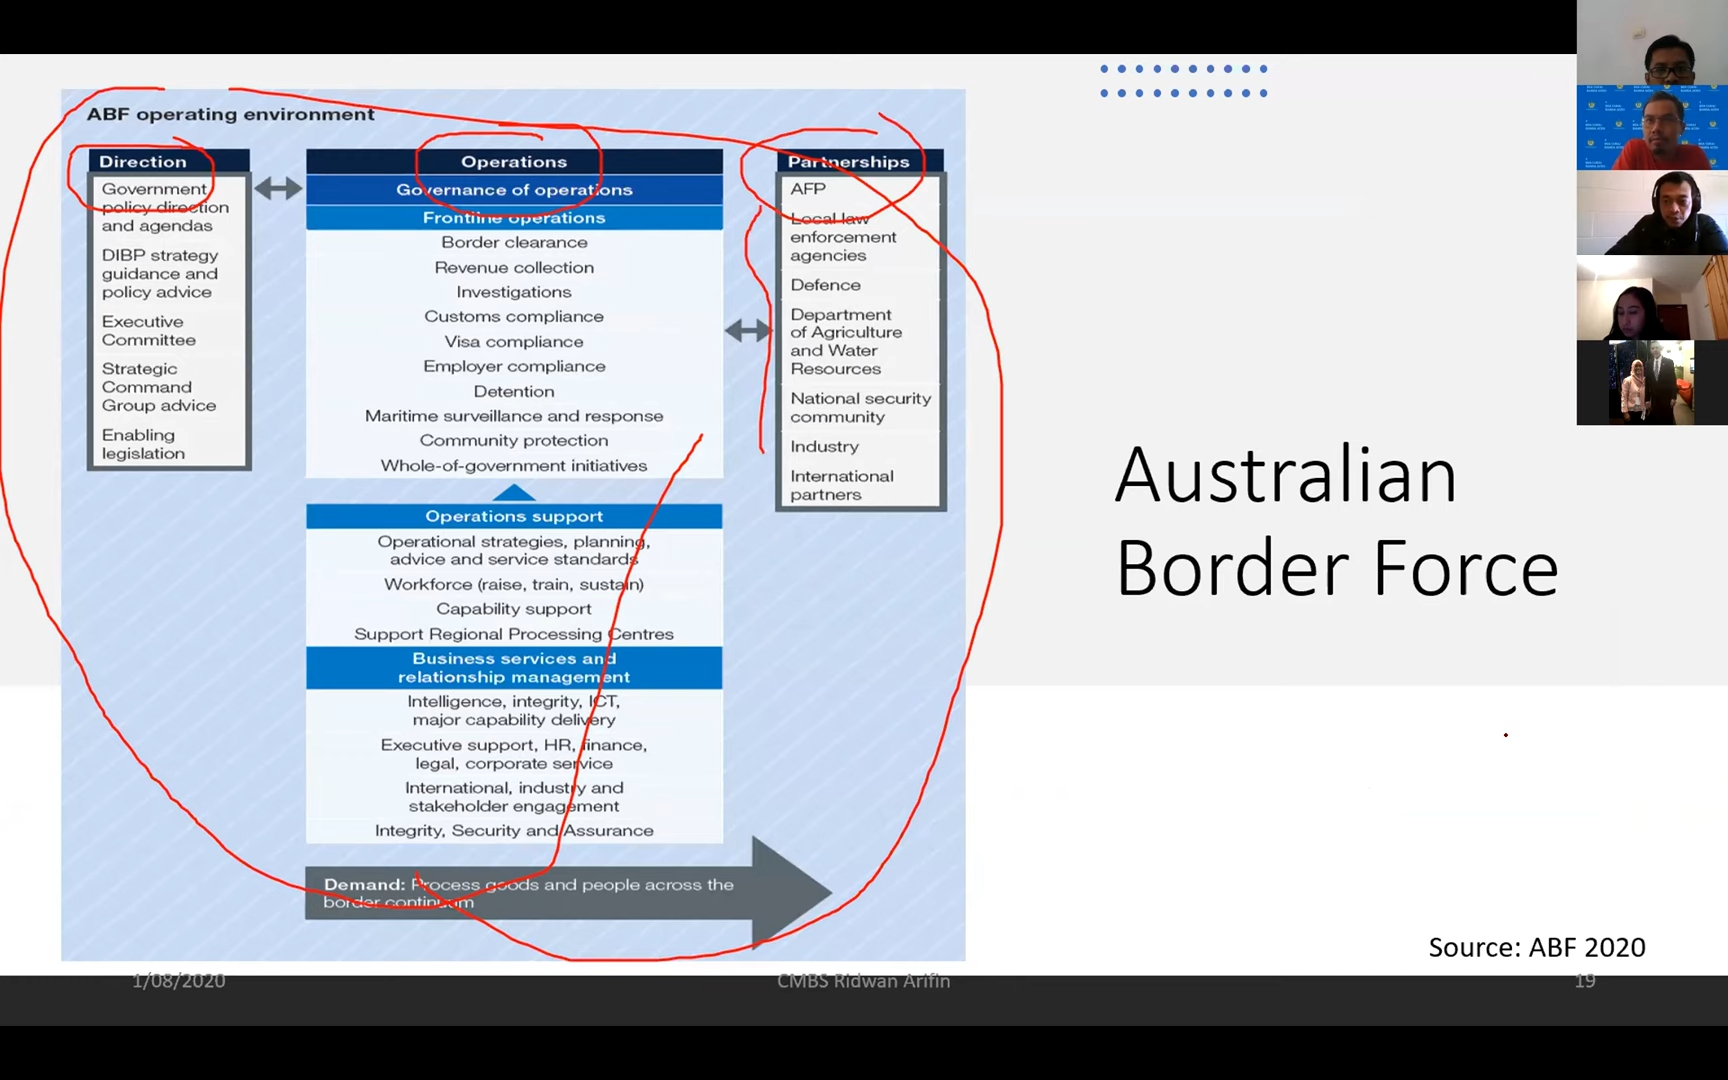 ABF operating environment
Direction
Government
policy direction
and agendas
DIBP strategy
guidance and
policy advice
Executive
Committee
Strategic
Command
Group advice
Enabling
legislation
Operations
Governance of operations
Frontline operations
Border clearance
Revenue collection
Investigations
Customs compliance
Visa compliance
Employer compliance
Detention
Maritime surveillance and response
Community protection
Whole-of-government initiatives
Operations support
Operational strategies, planning,
advice and service standards
Workforce (raise, train, sustain)
Capability support
Support Regional Processing Centres
Business services and
relationship management
Intelligence, integrity, ICT,
major capability delivery
Executive support, HR, finance,
legal, corporate service
International, industry and
stakeholder engagement
Integrity, Security and Assurance
Partnerships
AFP
Local law
enforcement
agencies
Defence
Department
of Agriculture
and Water
Resources
National security
community
Industry
International
partners
Demand: Process goods and people across the
border continuum
Australian
Border Force
Source: ABF 2020
1/08/2020
CMBS Ridwan Arifin
19